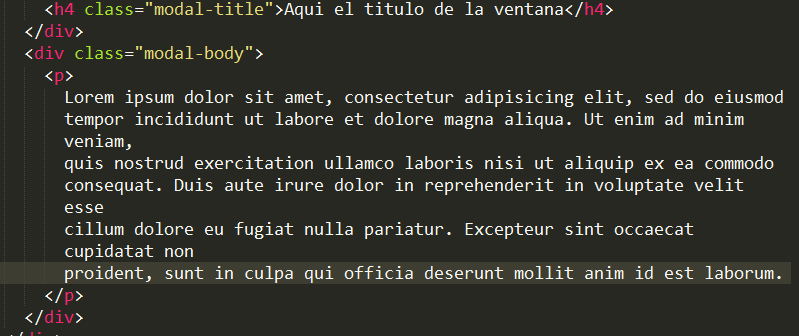 <h4 class="modal-title">Aqui el titulo de la ventana</h4>
</div>
<div class="modal-body">
<p>
Lorem ipsum dolor sit amet, consectetur adipisicing elit, sed do eiusmod
tempor incididunt ut labore et dolore magna aliqua. Ut enim ad minim
veniam,
quis nostrud exercitation ullamco laboris nisi ut aliquip ex ea commodo
consequat. Duis aute irure dolor in reprehenderit in voluptate velit
esse
cillum dolore eu fugiat nulla pariatur. Excepteur sint occaecat
cupidatat non
proident, sunt in culpa qui officia deserunt mollit anim id est laborum.
</p>
</div>
</div>